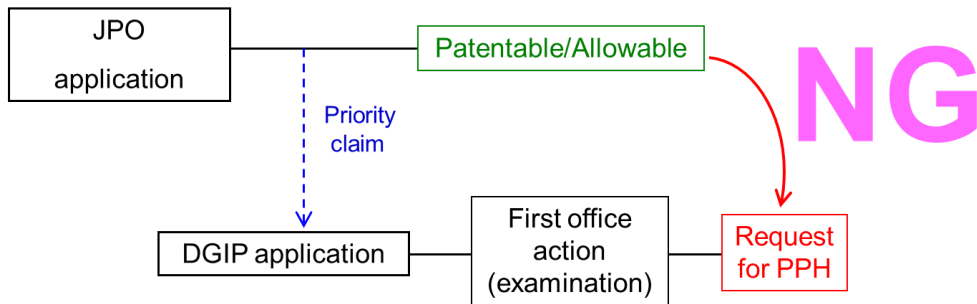 JPO
application
Patentable/Allowable
NG
Priority
claim
DGIP application
First office
action
(examination)
Request
for PPH